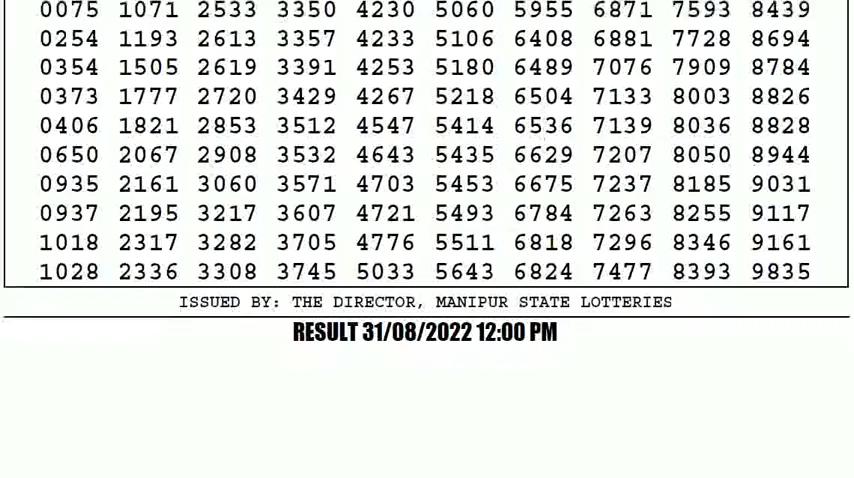 0075 1071 2533 3350 4230 5060 5955 6871 7593 8439
0254 1193 2613 3357 4233 5106 6408 6881 7728 8694
0354 1505 2619 3391 4253 5180 6489 7076 7909 8784
0373 1777 2720 3429 4267 5218 6504 7133 8003 8826
0406 1821 2853 3512 4547 5414 6536 7139 8036 8828
0650 2067 2908 3532 4643 5435 6629 7207 8050 8944
0935 2161 3060 3571 4703 5453 6675 7237 8185 9031
0937 2195 3217 3607 4721 5493 6784 7263 8255 9117
1018 2317 3282 3705 4776 5511 6818 7296 8346 9161
1028 2336 3308 3745 5033 5643 6824 7477 8393 9835
ISSUED BY: THE DIRECTOR, MANIPUR STATE LOTTERIES
RESULT 31/08/2022 12:00 PM